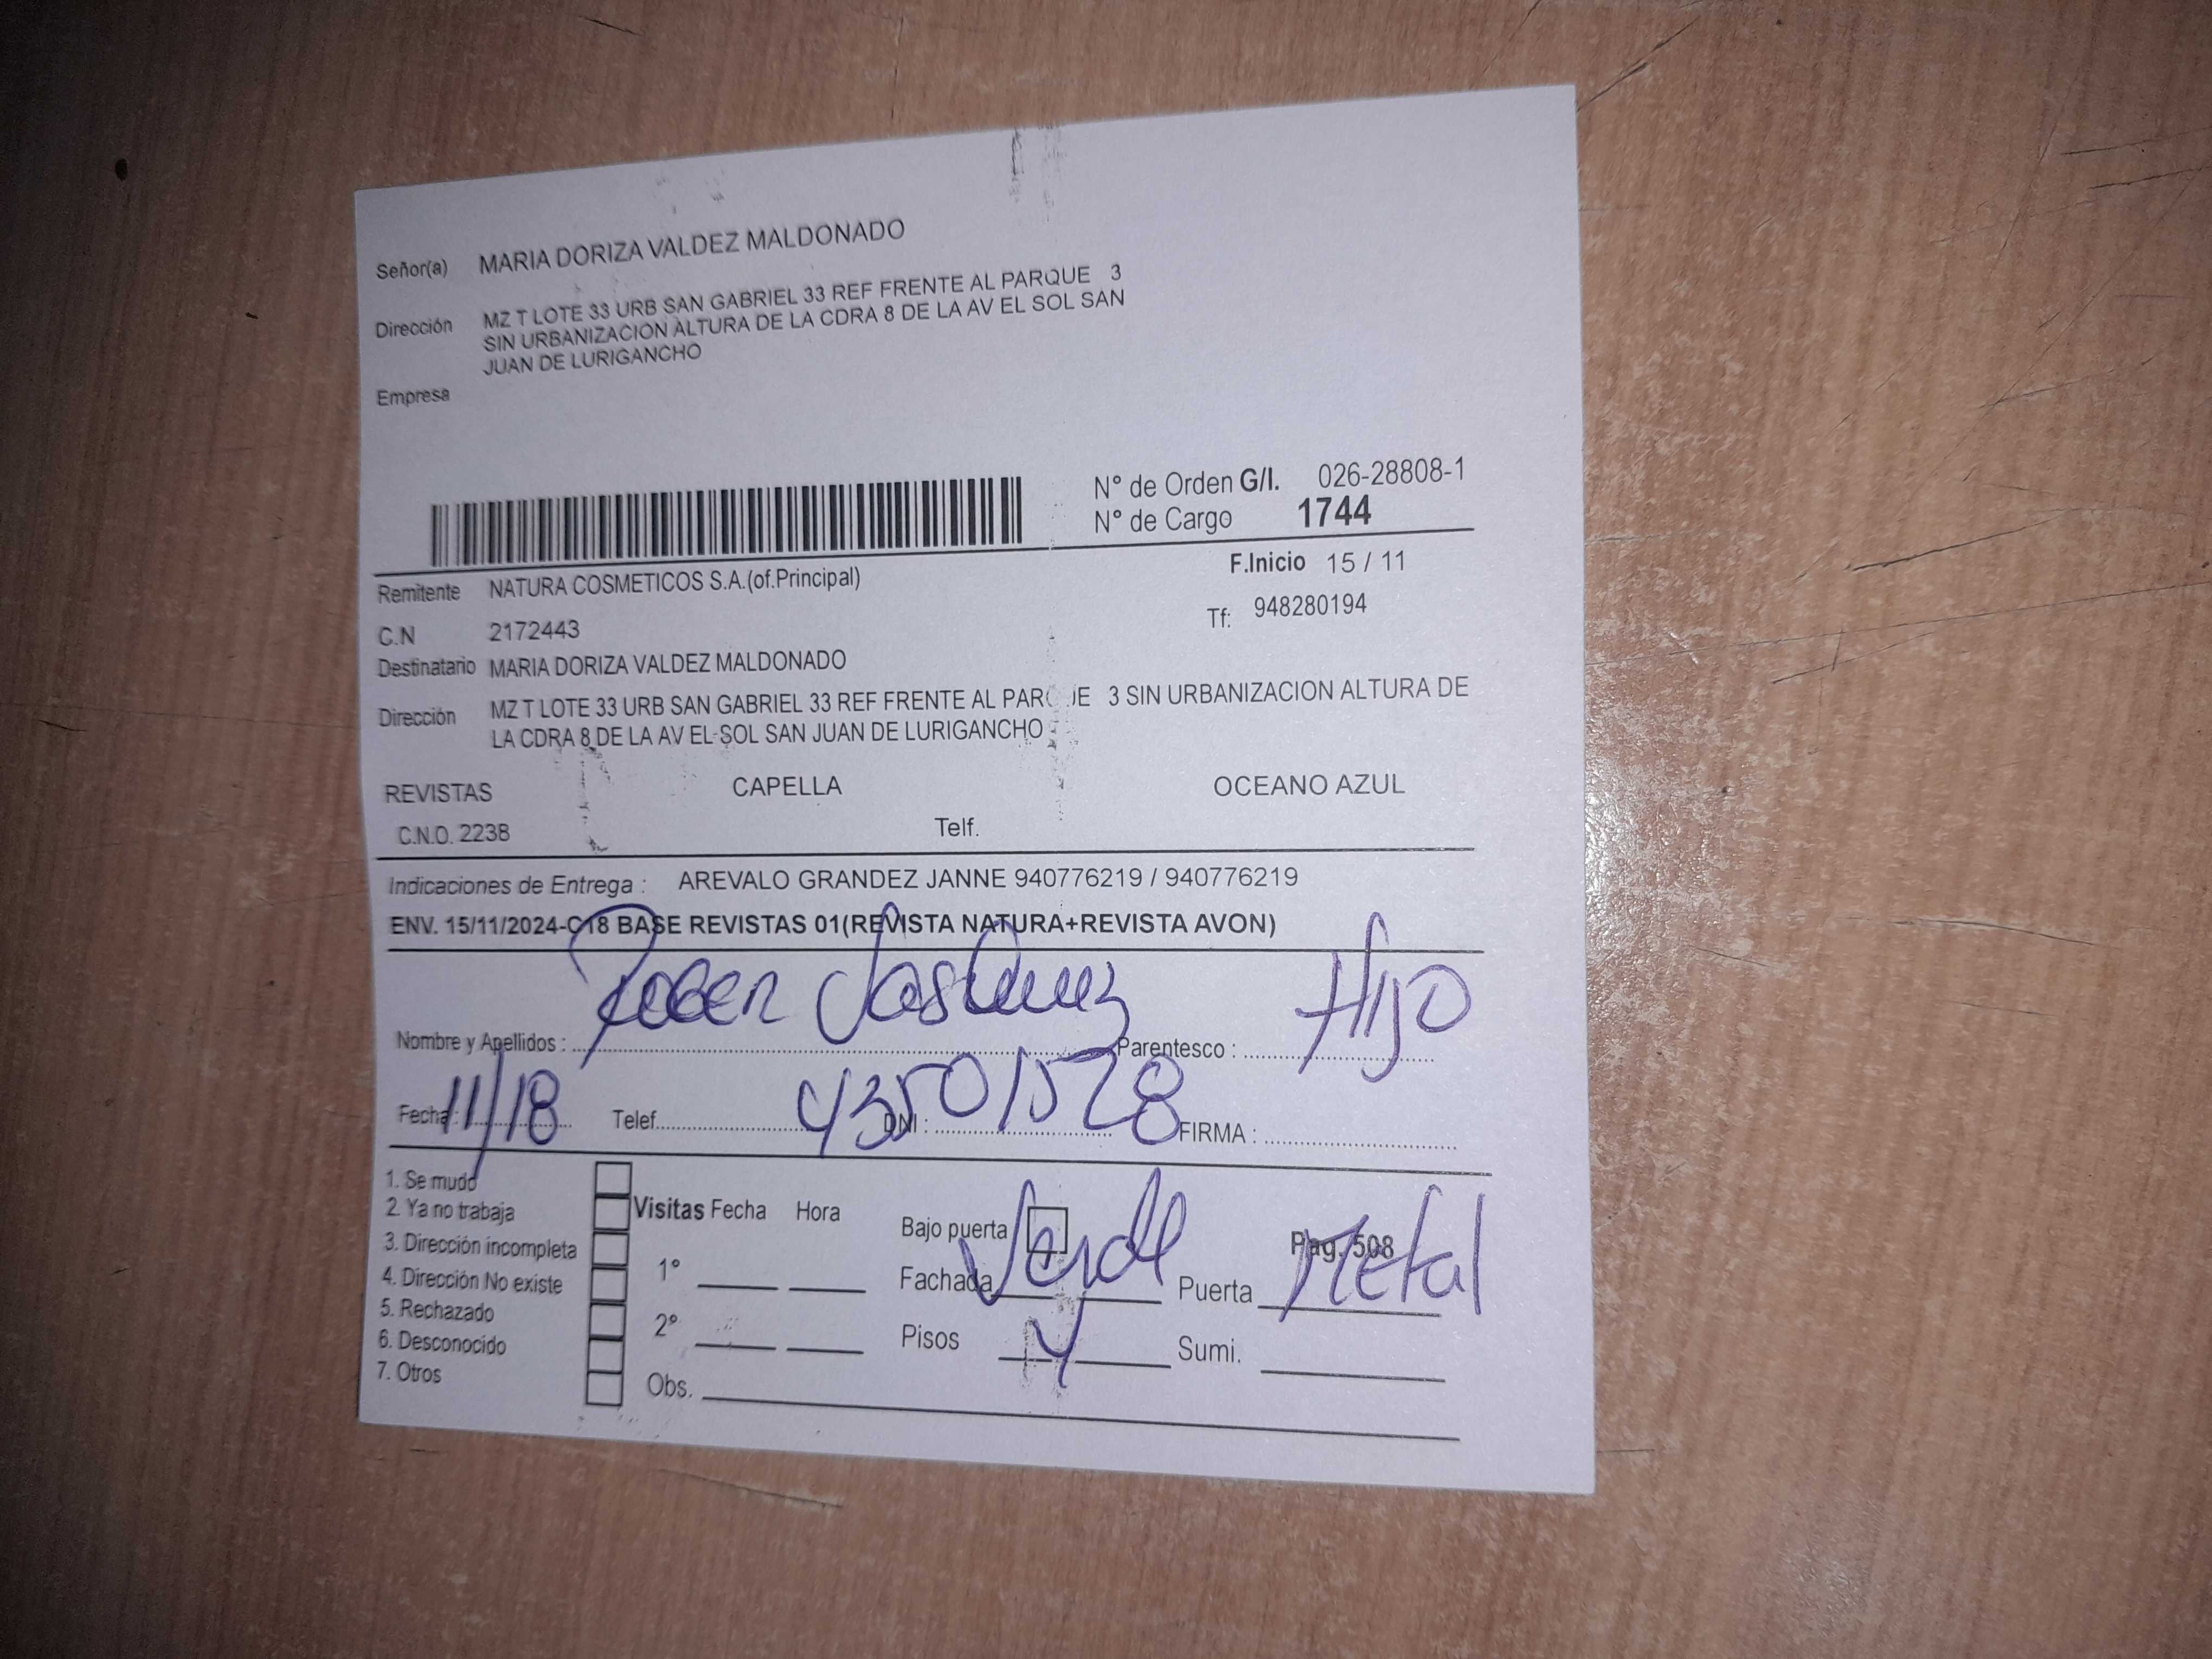 Señor(a) MARIA DORIZA VALDEZ MALDONADO
Dirección MZ T LOTE 33 URB SAN GABRIEL 33 REF FRENTE AL PARQUE 3
SIN URBANIZACION ALTURA DE LA CDRA 8 DE LA AV EL SOL SAN
JUAN DE LURIGANCHO
Empresa
N° de Orden G/I. 026-28808-1
N° de Cargo 1744
F.Inicio 15 / 11
Remitente NATURA COSMETICOS S.A.(of.Principal)
Tf: 948280194
C.N 2172443
Destinatario MARIA DORIZA VALDEZ MALDONADO
Dirección MZ T LOTE 33 URB SAN GABRIEL 33 REF FRENTE AL PARQUE 3 SIN URBANIZACION ALTURA DE
LA CDRA 8 DE LA AV EL SOL SAN JUAN DE LURIGANCHO
REVISTAS CAPELLA OCEANO AZUL
C.N.O. 2238 Telf.
Indicaciones de Entrega : AREVALO GRANDEZ JANNE 940776219 / 940776219
ENV. 15/11/2024-C18 BASE REVISTAS 01(REVISTA NATURA+REVISTA AVON)
Nombre y Apellidos : Rober Parentesco : Hijo
Fecha : 11/18 Telef. DNI : 43501528 FIRMA :
1. Se mudó
2. Ya no trabaja
3. Dirección incompleta
4. Dirección No existe
5. Rechazado
6. Desconocido
7. Otros
Visitas Fecha Hora
1°
2°
Obs.
Bajo puerta Pag. 508
Fachada Verde Puerta Metal
Pisos 4 Sumi.